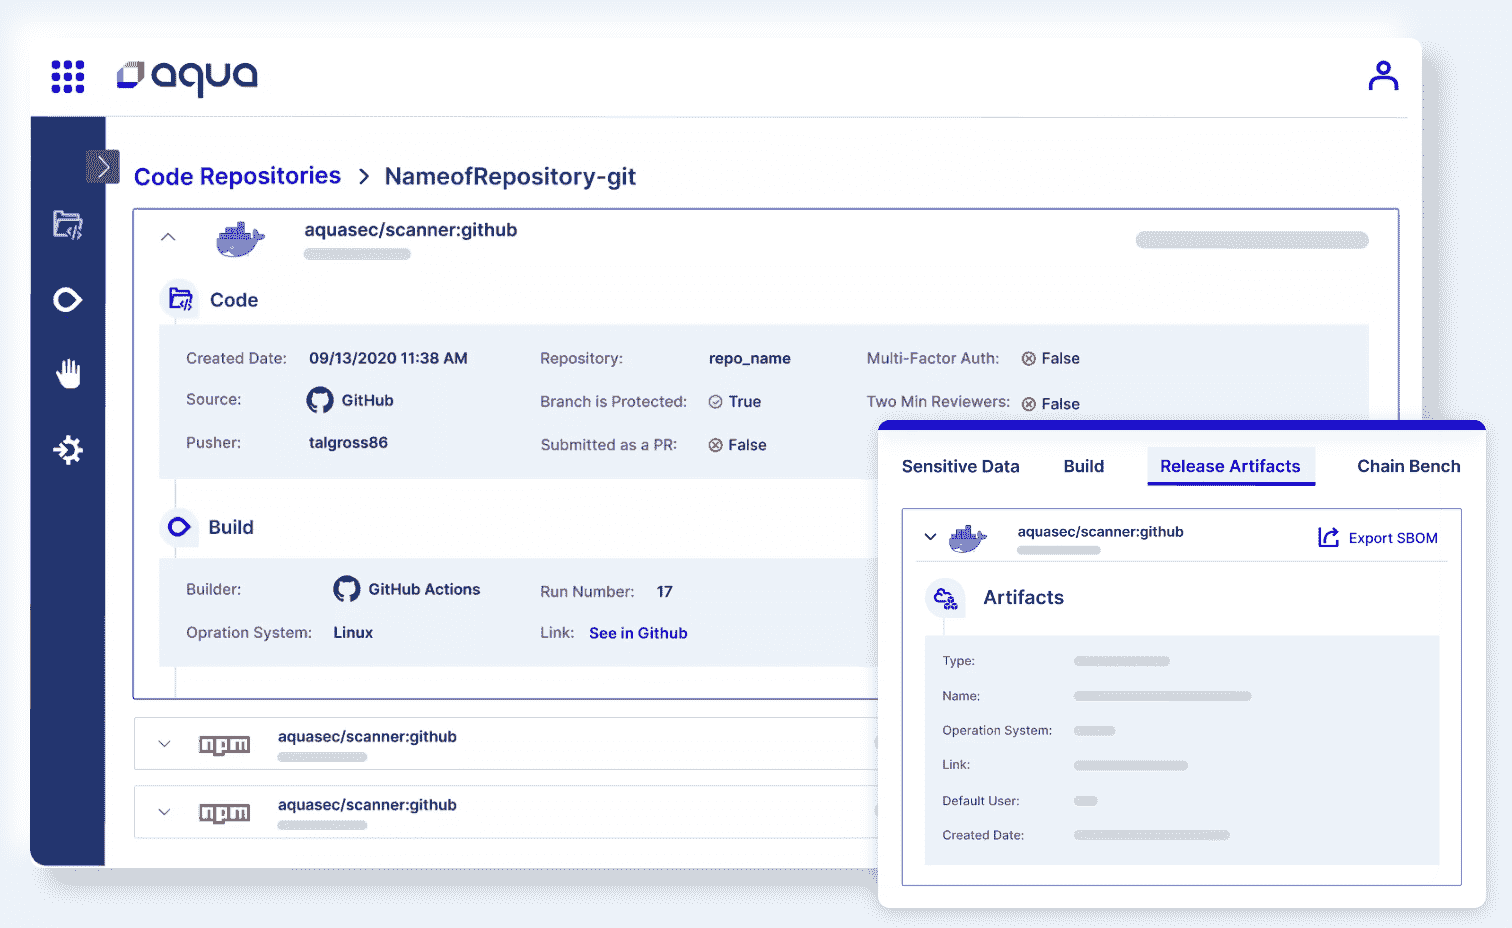 aqua
Code Repositories > NameofRepository-git
aquasec/scanner:github
Code
Created Date: 09/13/2020 11:38 AM Repository: repo_name Multi-Factor Auth: False
Source: GitHub Branch is Protected: True Two Min Reviewers: False
Pusher: talgross86 Submitted as a PR: False
Build
Builder: GitHub Actions Run Number: 17
Opration System: Linux Link: See in Github
npm aquasec/scanner:github
npm aquasec/scanner:github
Sensitive Data Build Release Artifacts Chain Bench
aquasec/scanner:github Export SBOM
Artifacts
Type:
Name:
Operation System:
Link:
Default User:
Created Date: